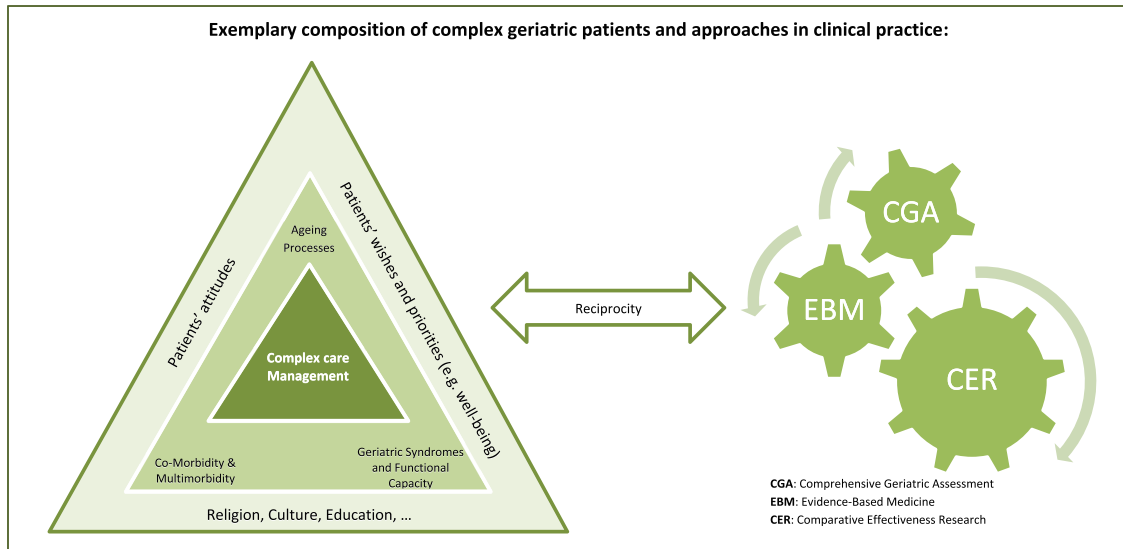 Exemplary composition of complex geriatric patients and approaches in clinical practice:
Patients' attitudes
Patients' wishes and priorities (e.g. well-being)
Ageing
Processes
Complex care
Management
Co-Morbidity &
Multimorbidity
Geriatric Syndromes
and Functional
Capacity
Religion, Culture, Education, ...
Reciprocity
CGA
EBM
CER
CGA: Comprehensive Geriatric Assessment
EBM: Evidence-Based Medicine
CER: Comparative Effectiveness Research